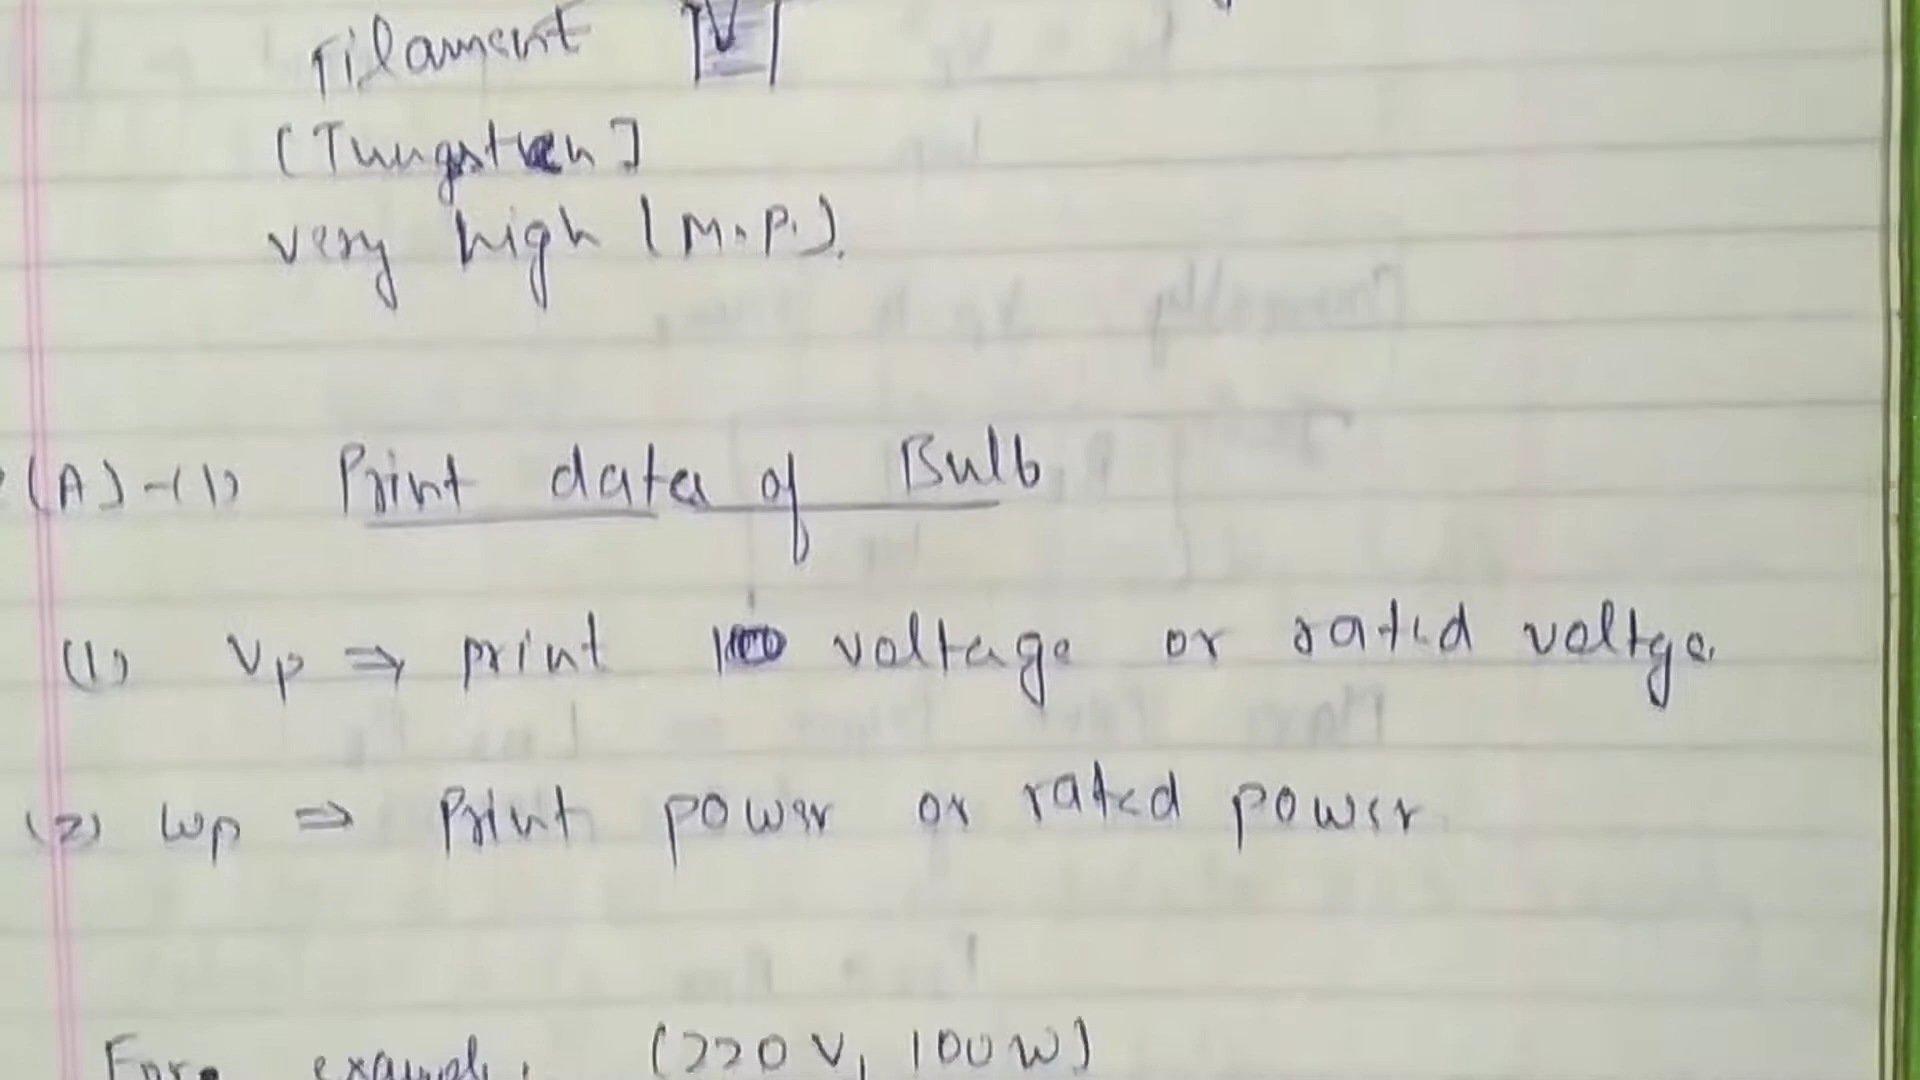 Filament
[Tungsten]
very high (M.P.).
(A)-(1) Print data of Bulb
(1) Vp ⇒ print voltage or rated voltge.
(2) Wp ⇒ Print power or rated power
For example: (220 V, 100 W)